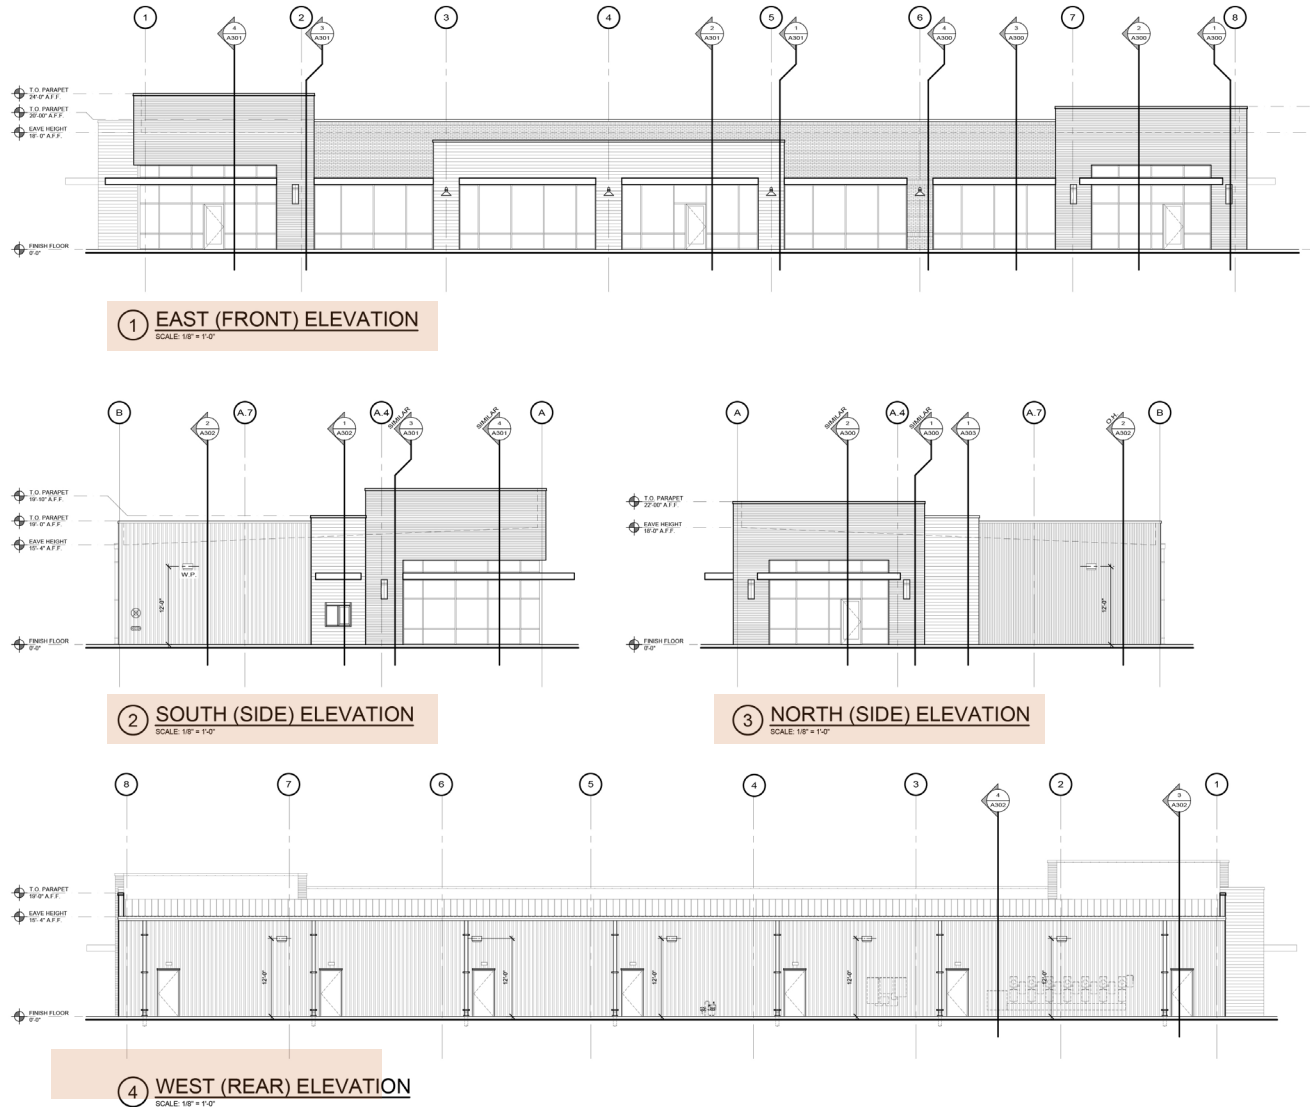 1 2 3 4 5 6 7 8
4 A301
3 A301
2 A301
1 A301
4 A300
3 A300
2 A300
1 A300
T.O. PARAPET
24'-0" A.F.F.
T.O. PARAPET
20'-00" A.F.F.
EAVE HEIGHT
18'- 0" A.F.F.
FINISH FLOOR
0'-0"
1 EAST (FRONT) ELEVATION
SCALE: 1/8" = 1'-0"
B A.7 A.4 A
2 A302
1 A302
SIMILAR 3 A301
SIMILAR 4 A301
T.O. PARAPET
19'-10" A.F.F.
T.O. PARAPET
19'- 0" A.F.F.
EAVE HEIGHT
15'- 4" A.F.F.
W.P.
12'-0"
FINISH FLOOR
0'-0"
2 SOUTH (SIDE) ELEVATION
SCALE: 1/8" = 1'-0"
A A.4 A.7 B
SIMILAR 2 A300
SIMILAR 1 A300
1 A303
O.H. 2 A302
T.O. PARAPET
22'-00" A.F.F.
EAVE HEIGHT
18'-0" A.F.F.
12'-0"
FINISH FLOOR
0'-0"
3 NORTH (SIDE) ELEVATION
SCALE: 1/8" = 1'-0"
8 7 6 5 4 3 2 1
4 A302
3 A302
T.O. PARAPET
19'-0" A.F.F.
EAVE HEIGHT
15'- 4" A.F.F.
12'-0" 12'-0" 12'-0" 12'-0" 12'-0"
FINISH FLOOR
0'-0"
4 WEST (REAR) ELEVATION
SCALE: 1/8" = 1'-0"